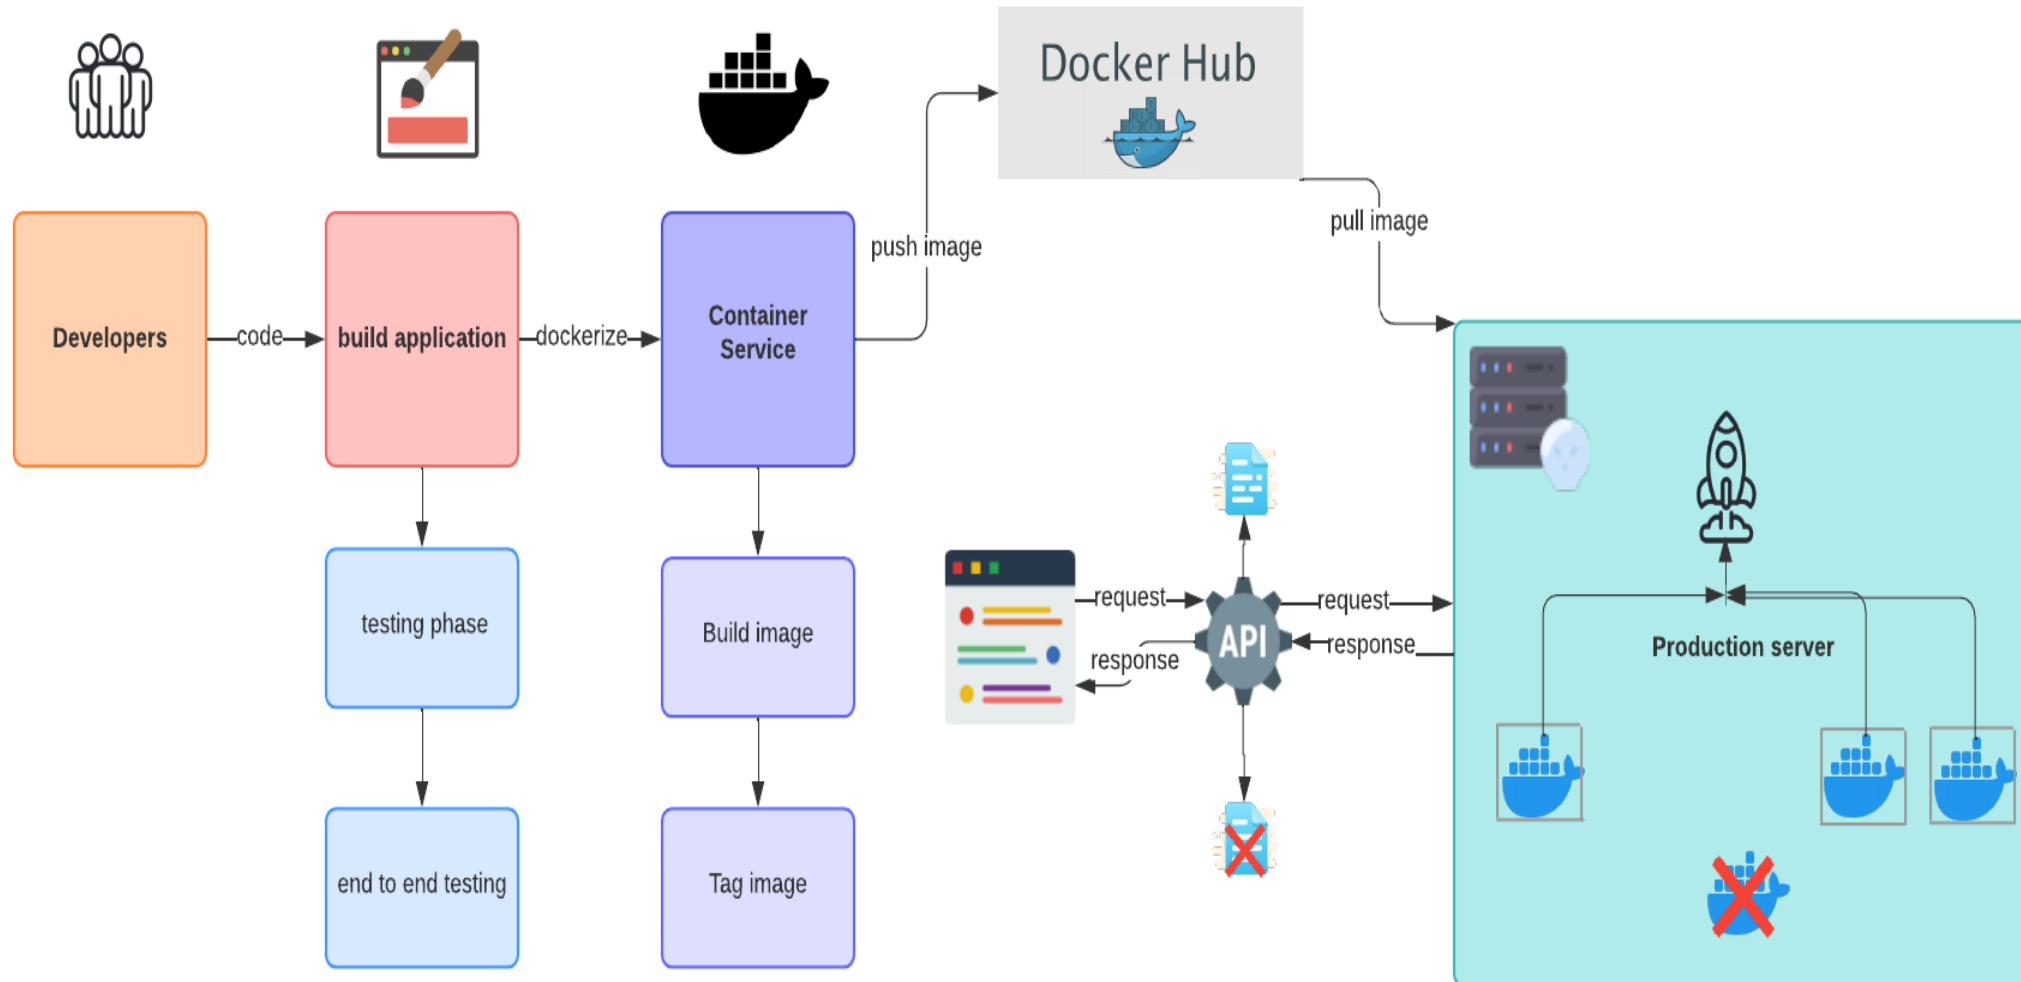 Docker Hub
push image
pull image
Developers
code
build application
dockerize
Container
Service
testing phase
Build image
end to end testing
Tag image
request
response
API
request
response
Production server